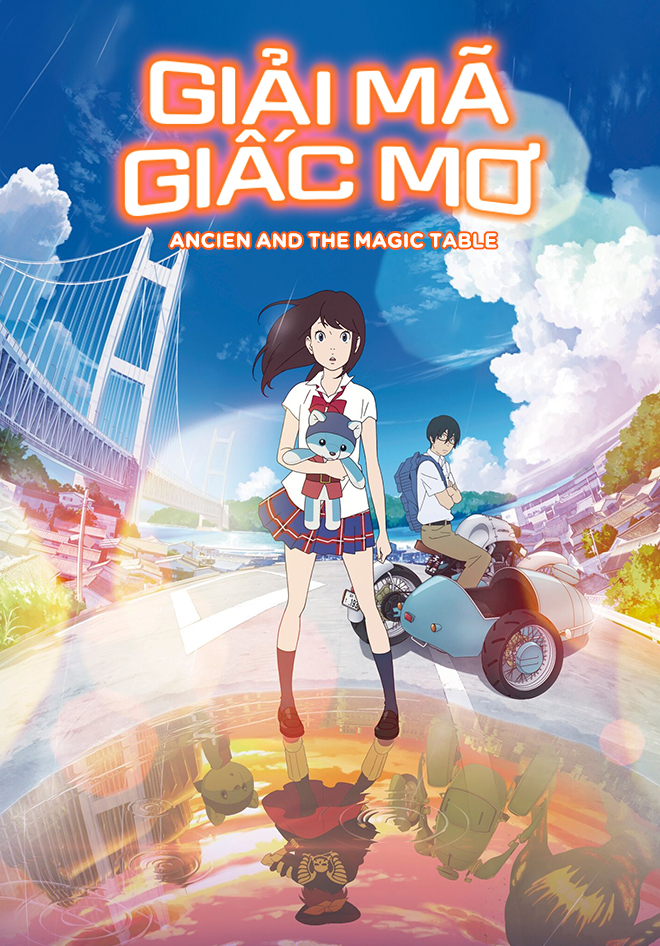 GIẢI MÃ
GIẤC MƠ
ANCIEN AND THE MAGIC TABLE